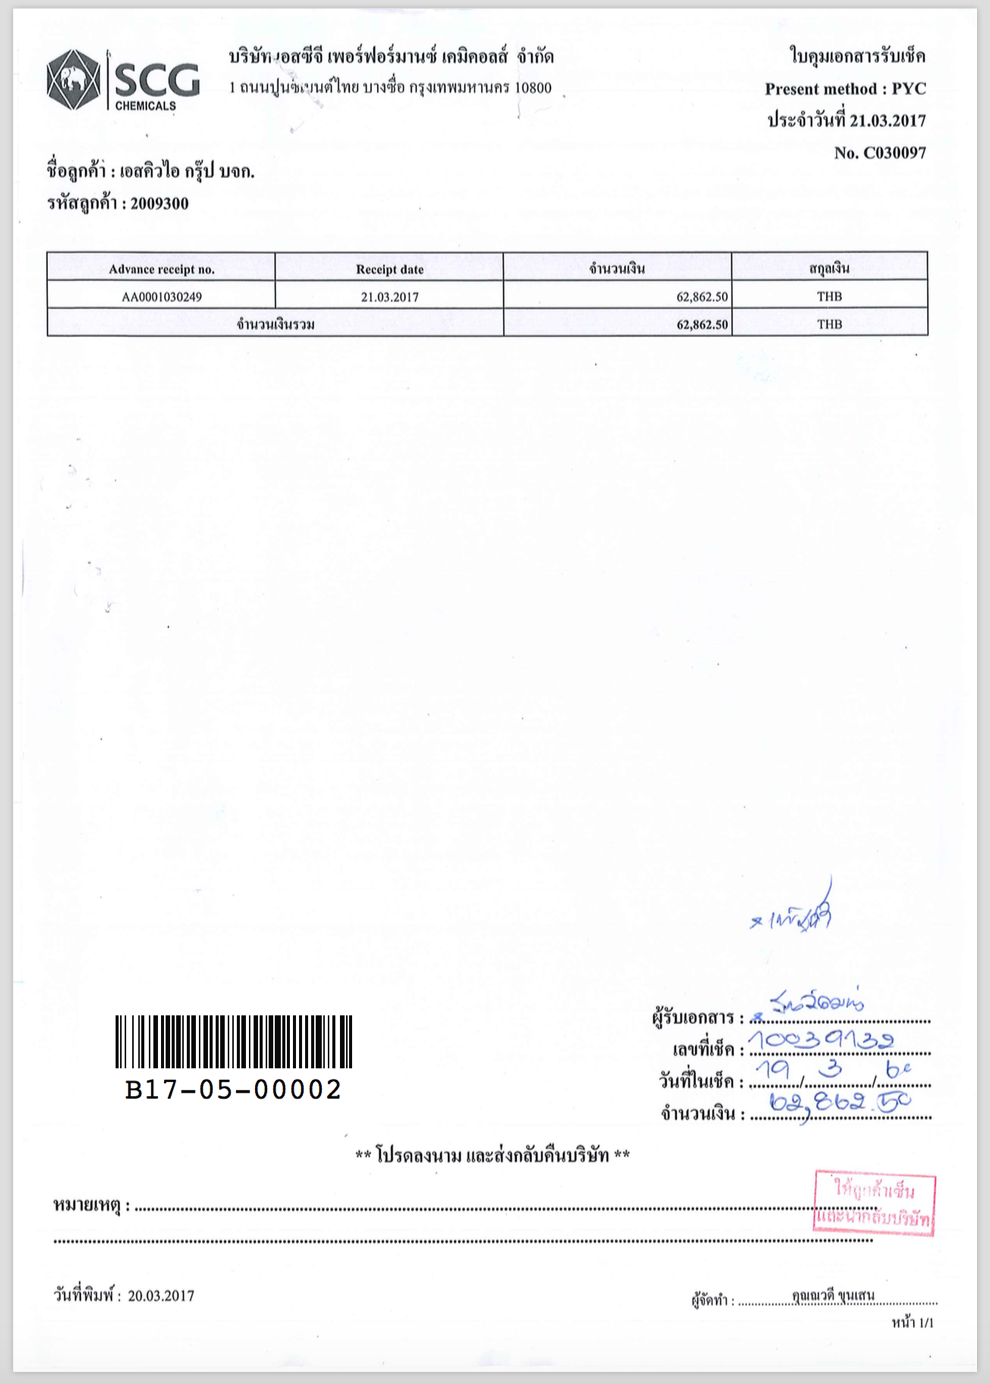 SCG
CHEMICALS
บริษัท เอสซีจี เพอร์ฟอร์มานซ์ เคมิคอลส์ จำกัด
1 ถนนปูนซิเมนต์ไทย บางซื่อ กรุงเทพมหานคร 10800
ใบคุมเอกสารรับเช็ค
Present method : PYC
ประจำวันที่ 21.03.2017
No. C030097
ชื่อลูกค้า : เอสคิวไอ กรุ๊ป บจก.
รหัสลูกค้า : 2009300
Advance receipt no. Receipt date จำนวนเงิน สกุลเงิน
AA0001030249 21.03.2017 62,862.50 THB
จำนวนเงินรวม 62,862.50 THB
ผู้รับเอกสาร :
เลขที่เช็ค : 10039132
วันที่ในเช็ค : 19/3/60
จำนวนเงิน : 62,862.50
B17-05-00002
** โปรดลงนาม และส่งกลับคืนบริษัท **
หมายเหตุ :
ให้ลูกค้าเซ็น
และนำกลับบริษัท
วันที่พิมพ์ : 20.03.2017
ผู้จัดทำ : คุณณวดี ขุนเสน
หน้า 1/1